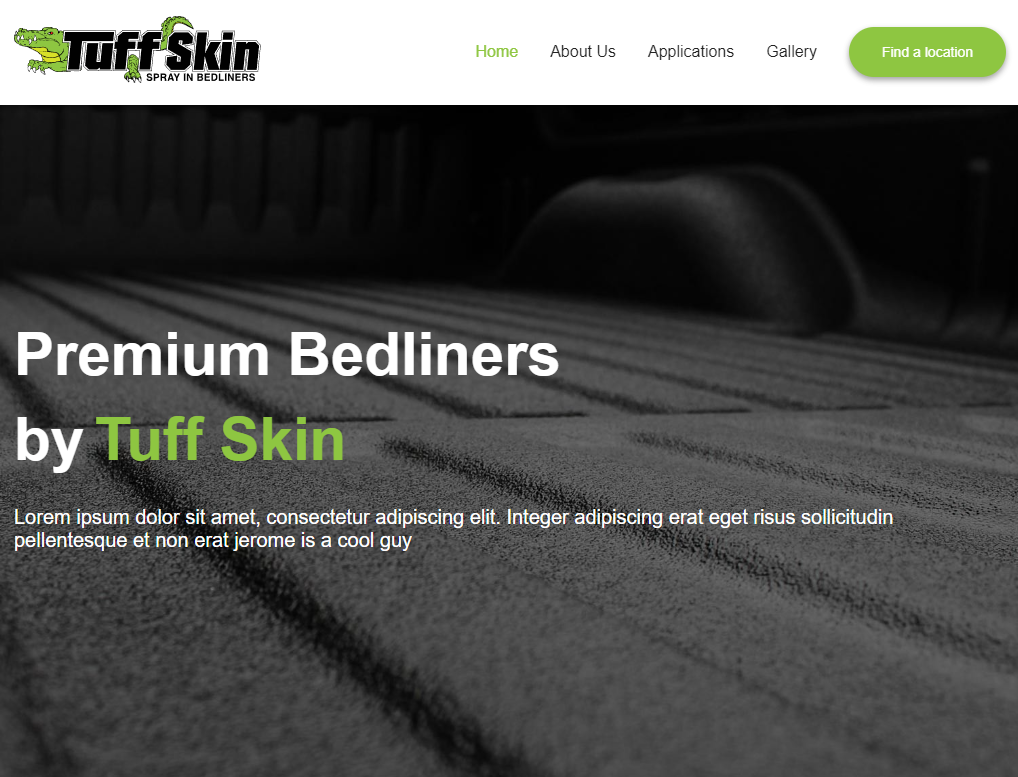 Tuff Skin
SPRAY IN BEDLINERS
Home
About Us
Applications
Gallery
Find a location
Premium Bedliners
by Tuff Skin
Lorem ipsum dolor sit amet, consectetur adipiscing elit. Integer adipiscing erat eget risus sollicitudin
pellentesque et non erat jerome is a cool guy